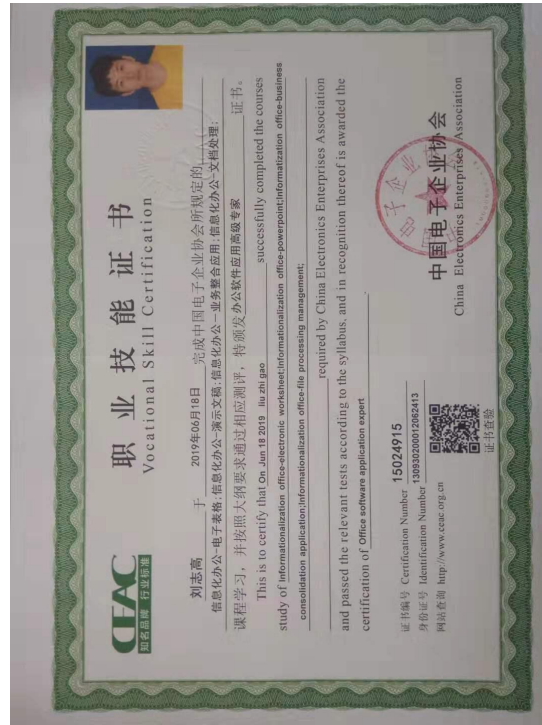 CEAC
知名品牌 行业标准
职业技能证书
Vocational Skill Certification
刘志高 于 2019年06月18日 完成中国电子企业协会所规定的
信息化办公-电子表格;信息化办公-演示文稿;信息化办公-业务整合应用;信息化办公-文档处理;
课程学习，并按照大纲要求通过相应测评，特颁发办公软件应用高级专家 证书。
This is to certify that On Jun 18 2019 liu zhi gao successfully completed the courses
study of Informationalization office-electronic worksheet;Informationalization office-powerpoint;Informatization office-business
consolidation application;Informationalization office-file processing management;
required by China Electronics Enterprises Association
and passed the relevant tests according to the syllabus, and in recognition thereof is awarded the
certification of Office software application expert .
证书编号 Certification Number 15024915
身份证号 Identification Number 130930200012062413
网站查询 http://www.ceac.org.cn
证书查验
中国电子企业协会
China Electronics Enterprises Association